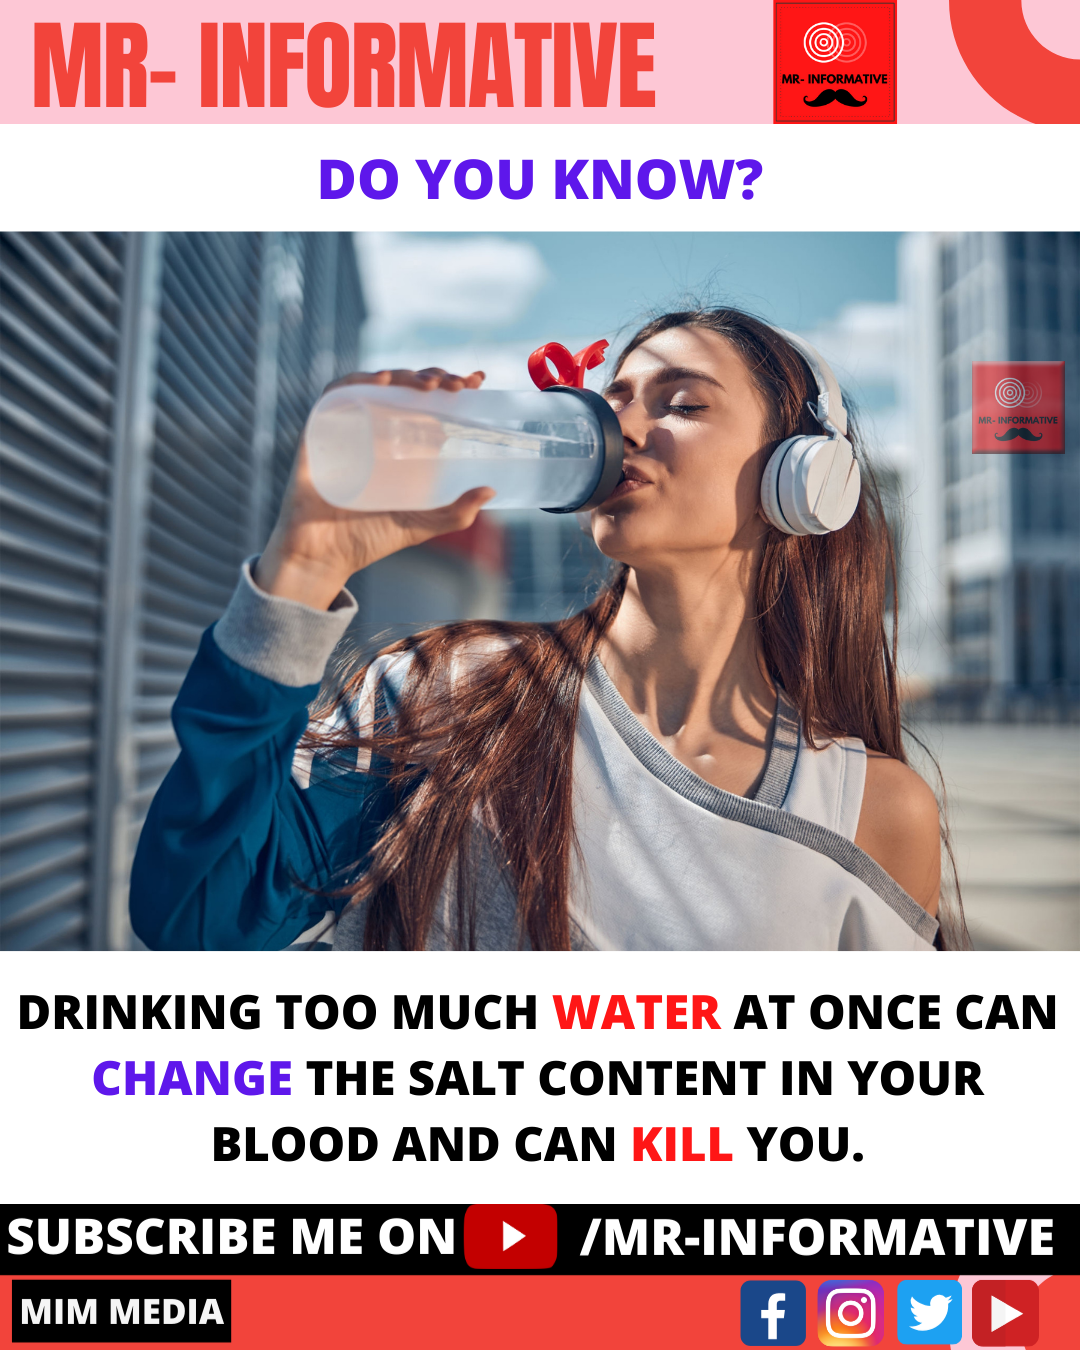 MR- INFORMATIVE
MR- INFORMATIVE
DO YOU KNOW?
MR- INFORMATIVE
DRINKING TOO MUCH WATER AT ONCE CAN
CHANGE THE SALT CONTENT IN YOUR
BLOOD AND CAN KILL YOU.
SUBSCRIBE ME ON /MR-INFORMATIVE
MIM MEDIA